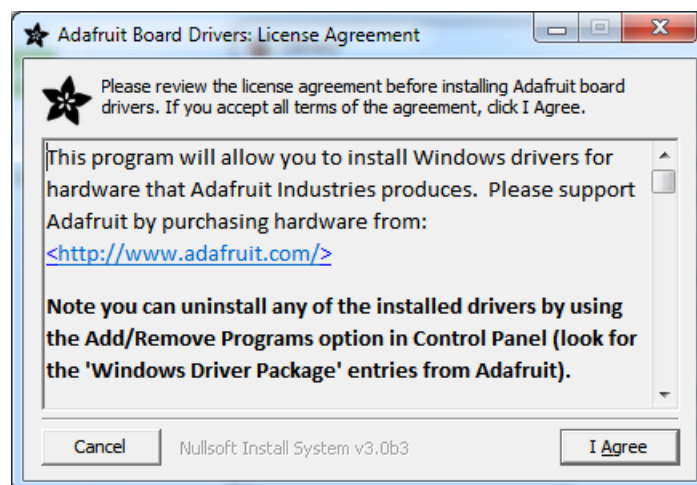 Adafruit Board Drivers: License Agreement
Please review the license agreement before installing Adafruit board
drivers. If you accept all terms of the agreement, click I Agree.
This program will allow you to install Windows drivers for
hardware that Adafruit Industries produces.  Please support
Adafruit by purchasing hardware from:
<http://www.adafruit.com/>
Note you can uninstall any of the installed drivers by using
the Add/Remove Programs option in Control Panel (look for
the 'Windows Driver Package' entries from Adafruit).
Cancel
Nullsoft Install System v3.0b3
I Agree